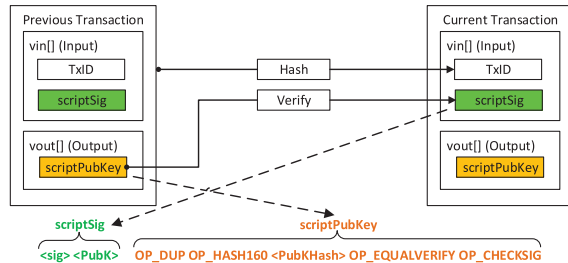 Previous Transaction
Current Transaction
vin[] (Input)
TxID
scriptSig
vout[] (Output)
scriptPubKey
Hash
Verify
vin[] (Input)
TxID
scriptSig
vout[] (Output)
scriptPubKey
scriptSig
<sig> <PubK>
scriptPubKey
OP_DUP OP_HASH160 <PubKHash> OP_EQUALVERIFY OP_CHECKSIG